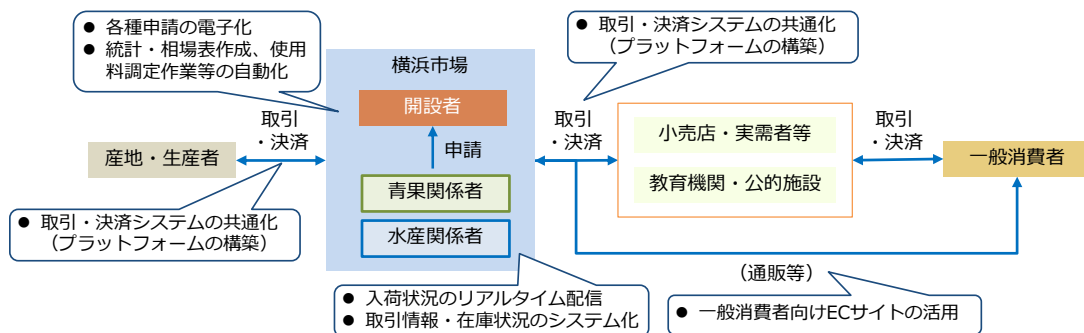 ● 各種申請の電子化
● 統計・相場表作成、使用
料調定作業等の自動化
● 取引・決済システムの共通化
（プラットフォームの構築）
横浜市場
開設者
申請
青果関係者
水産関係者
取引
・決済
産地・生産者
取引
・決済
小売店・実需者等
教育機関・公的施設
取引
・決済
一般消費者
● 取引・決済システムの共通化
（プラットフォームの構築）
（通販等）
● 入荷状況のリアルタイム配信
● 取引情報・在庫状況のシステム化
● 一般消費者向けECサイトの活用